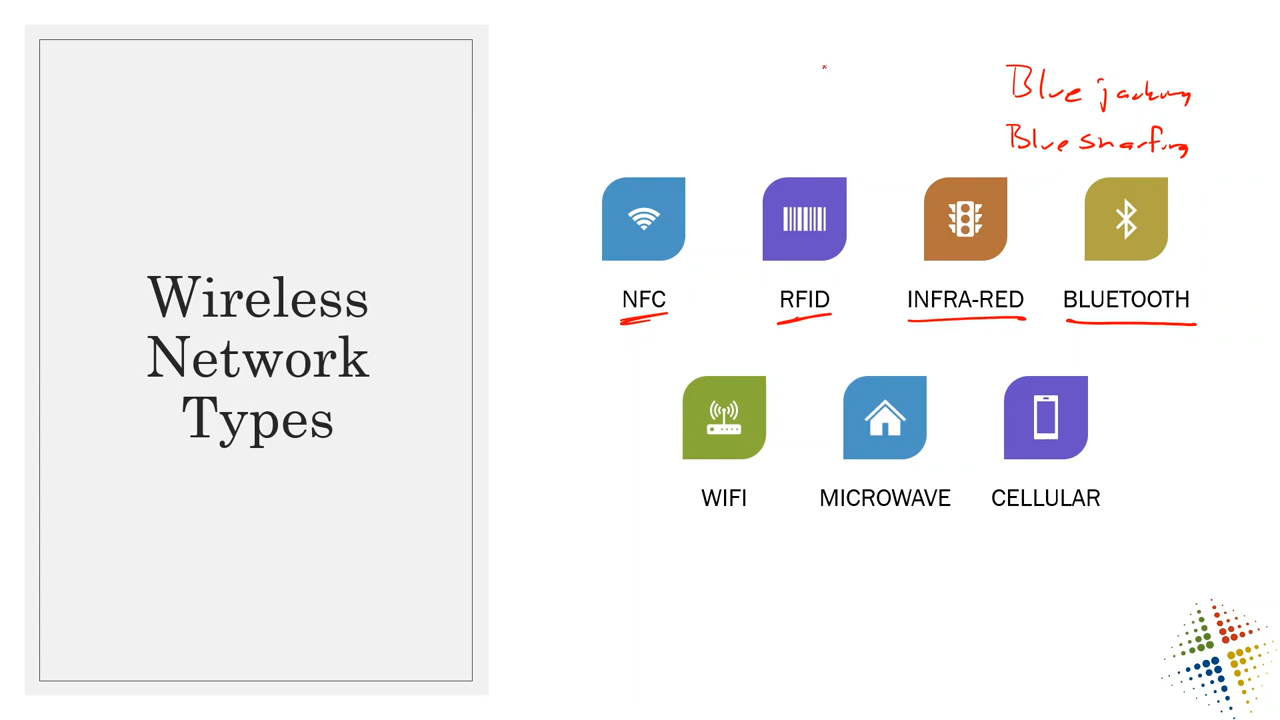 Wireless
Network
Types
Blue jacking
Blue snarfing
NFC RFID INFRA-RED BLUETOOTH
WIFI MICROWAVE CELLULAR